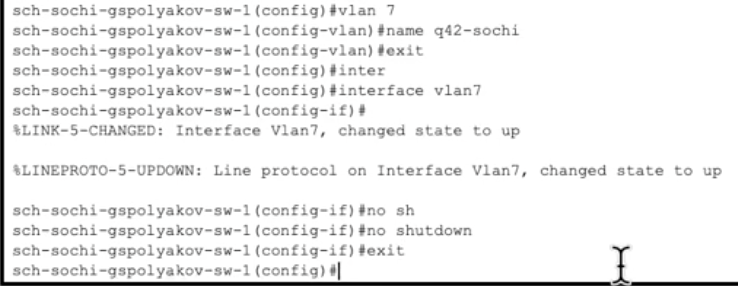 sch-sochi-gspolyakov-sw-1(config)#vlan 7
sch-sochi-gspolyakov-sw-1(config-vlan)#name q42-sochi
sch-sochi-gspolyakov-sw-1(config-vlan)#exit
sch-sochi-gspolyakov-sw-1(config)#inter
sch-sochi-gspolyakov-sw-1(config)#interface vlan7
sch-sochi-gspolyakov-sw-1(config-if)#
%LINK-5-CHANGED: Interface Vlan7, changed state to up
%LINEPROTO-5-UPDOWN: Line protocol on Interface Vlan7, changed state to up
sch-sochi-gspolyakov-sw-1(config-if)#no sh
sch-sochi-gspolyakov-sw-1(config-if)#no shutdown
sch-sochi-gspolyakov-sw-1(config-if)#exit
sch-sochi-gspolyakov-sw-1(config)#